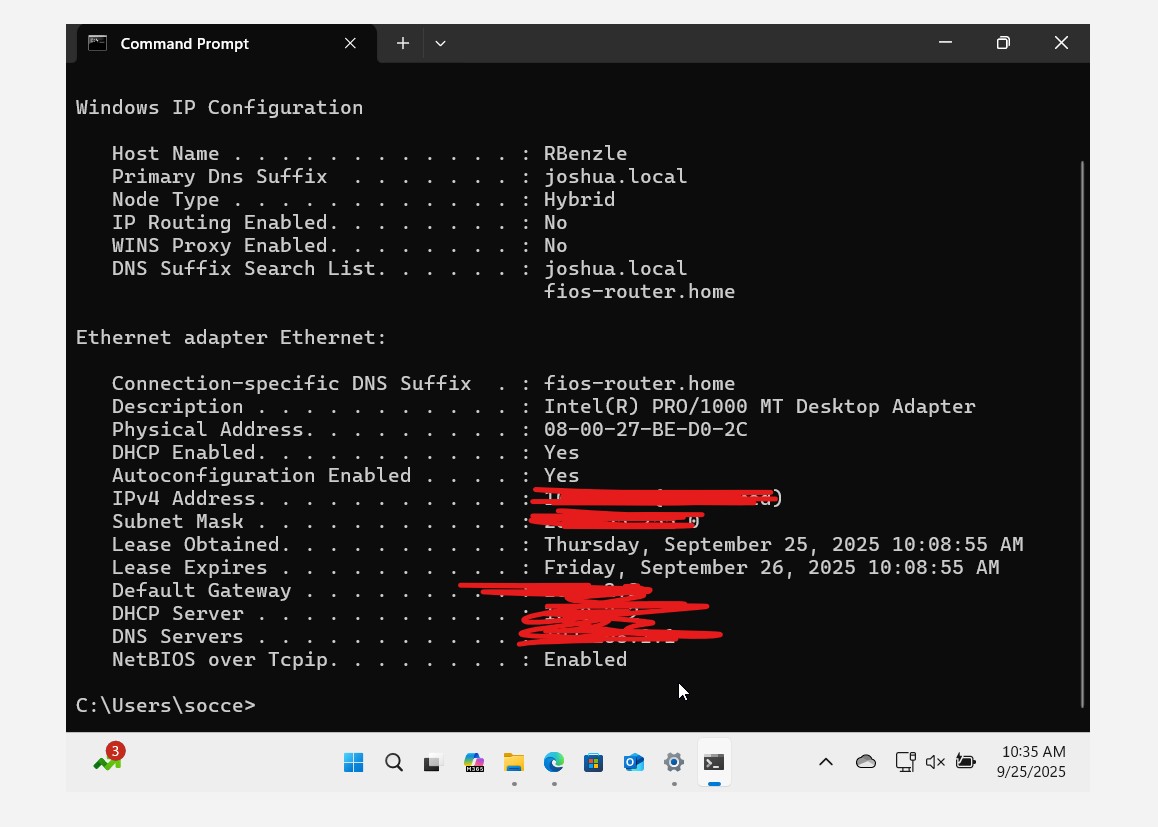 Command Prompt
Windows IP Configuration
Host Name . . . . . . . . . . . . : RBenzle
Primary Dns Suffix  . . . . . . . : joshua.local
Node Type . . . . . . . . . . . . : Hybrid
IP Routing Enabled. . . . . . . . : No
WINS Proxy Enabled. . . . . . . . : No
DNS Suffix Search List. . . . . . : joshua.local
fios-router.home
Ethernet adapter Ethernet:
Connection-specific DNS Suffix  . : fios-router.home
Description . . . . . . . . . . . : Intel(R) PRO/1000 MT Desktop Adapter
Physical Address. . . . . . . . . : 08-00-27-BE-D0-2C
DHCP Enabled. . . . . . . . . . . : Yes
Autoconfiguration Enabled . . . . : Yes
IPv4 Address. . . . . . . . . . . :
Subnet Mask . . . . . . . . . . . :
Lease Obtained. . . . . . . . . . : Thursday, September 25, 2025 10:08:55 AM
Lease Expires . . . . . . . . . . : Friday, September 26, 2025 10:08:55 AM
Default Gateway . . . . . . . . .
DHCP Server . . . . . . . . . . . :
DNS Servers . . . . . . . . . . .
NetBIOS over Tcpip. . . . . . . . : Enabled
C:\Users\socce>
3
M365
10:35 AM
9/25/2025